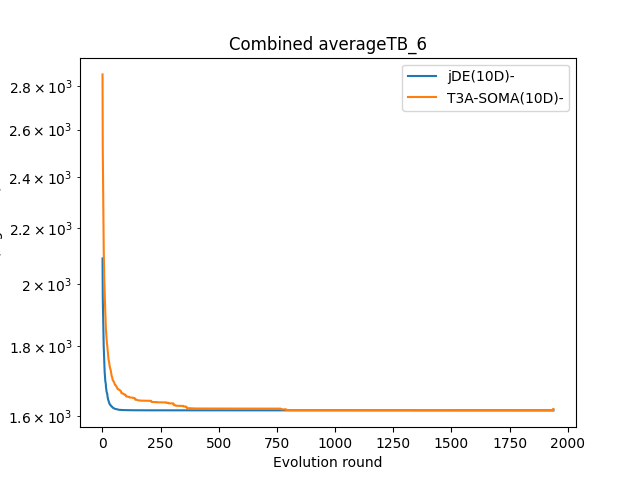 Combined averageTB_6
jDE(10D)-
T3A-SOMA(10D)-
2.8 × 10³
2.6 × 10³
2.4 × 10³
2.2 × 10³
2 × 10³
1.8 × 10³
1.6 × 10³
0 250 500 750 1000 1250 1500 1750 2000
Evolution round